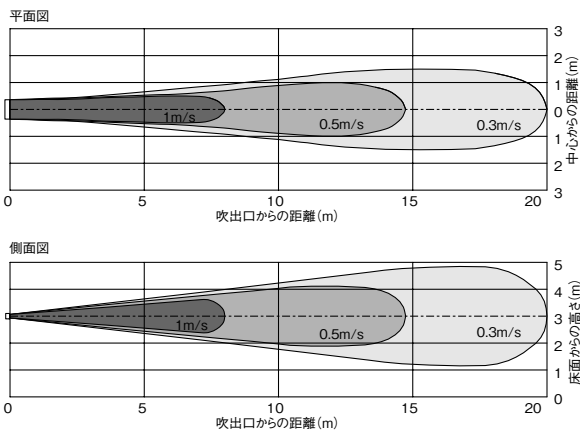 平面図
3
2
1
0
1
2
3
中心からの距離(m)
1m/s
0.5m/s
0.3m/s
0 5 10 15 20
吹出口からの距離(m)
側面図
5
4
3
2
1
0
床面からの高さ(m)
1m/s
0.5m/s
0.3m/s
0 5 10 15 20
吹出口からの距離(m)